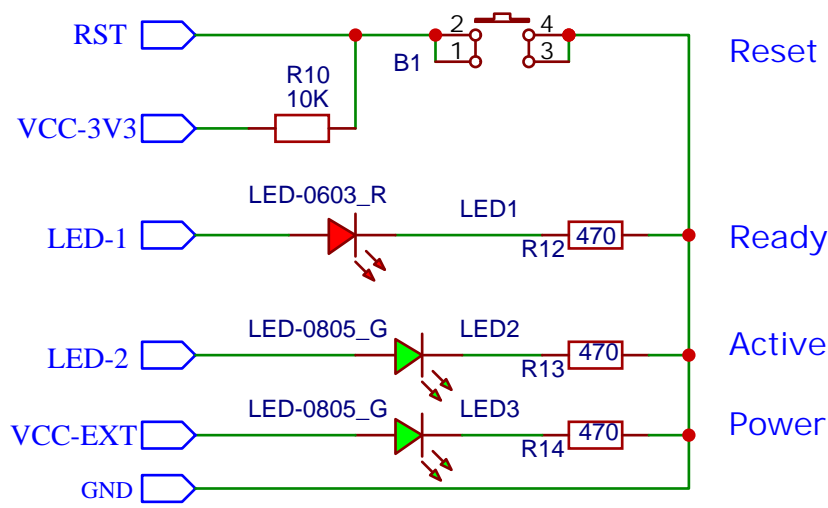 RST
2
4
1
3
B1
Reset
R10
10K
VCC-3V3
LED-0603_R
LED1
LED-1
R12
470
Ready
LED-0805_G
LED2
LED-2
R13
470
Active
LED-0805_G
LED3
VCC-EXT
R14
470
Power
GND